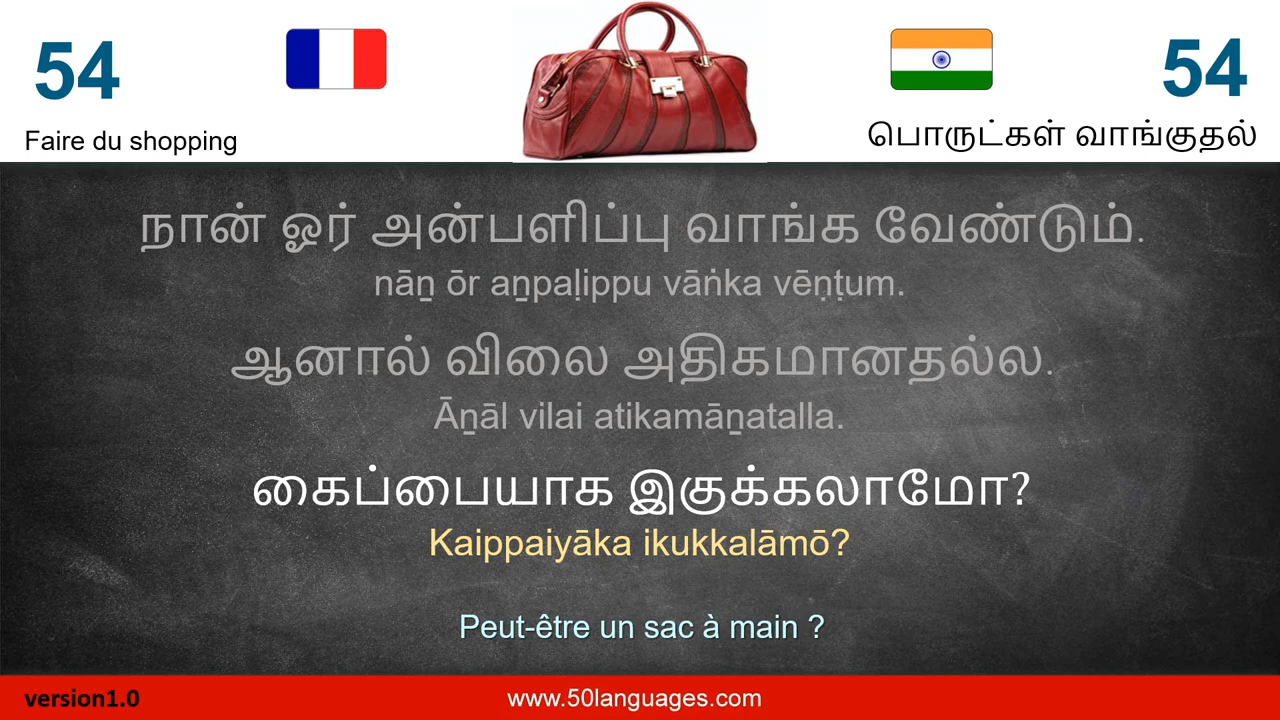 54
54
Faire du shopping
பொருட்கள் வாங்குதல்
நான் ஓர் அன்பளிப்பு வாங்க வேண்டும்.
nāṉ ōr aṉpaḷippu vāṅka vēṇṭum.
ஆனால் விலை அதிகமானதல்ல.
Āṉāl vilai atikamāṉatalla.
கைப்பையாக இகுக்கலாமோ?
Kaippaiyāka ikukkalāmō?
Peut-être un sac à main ?
version1.0
www.50languages.com